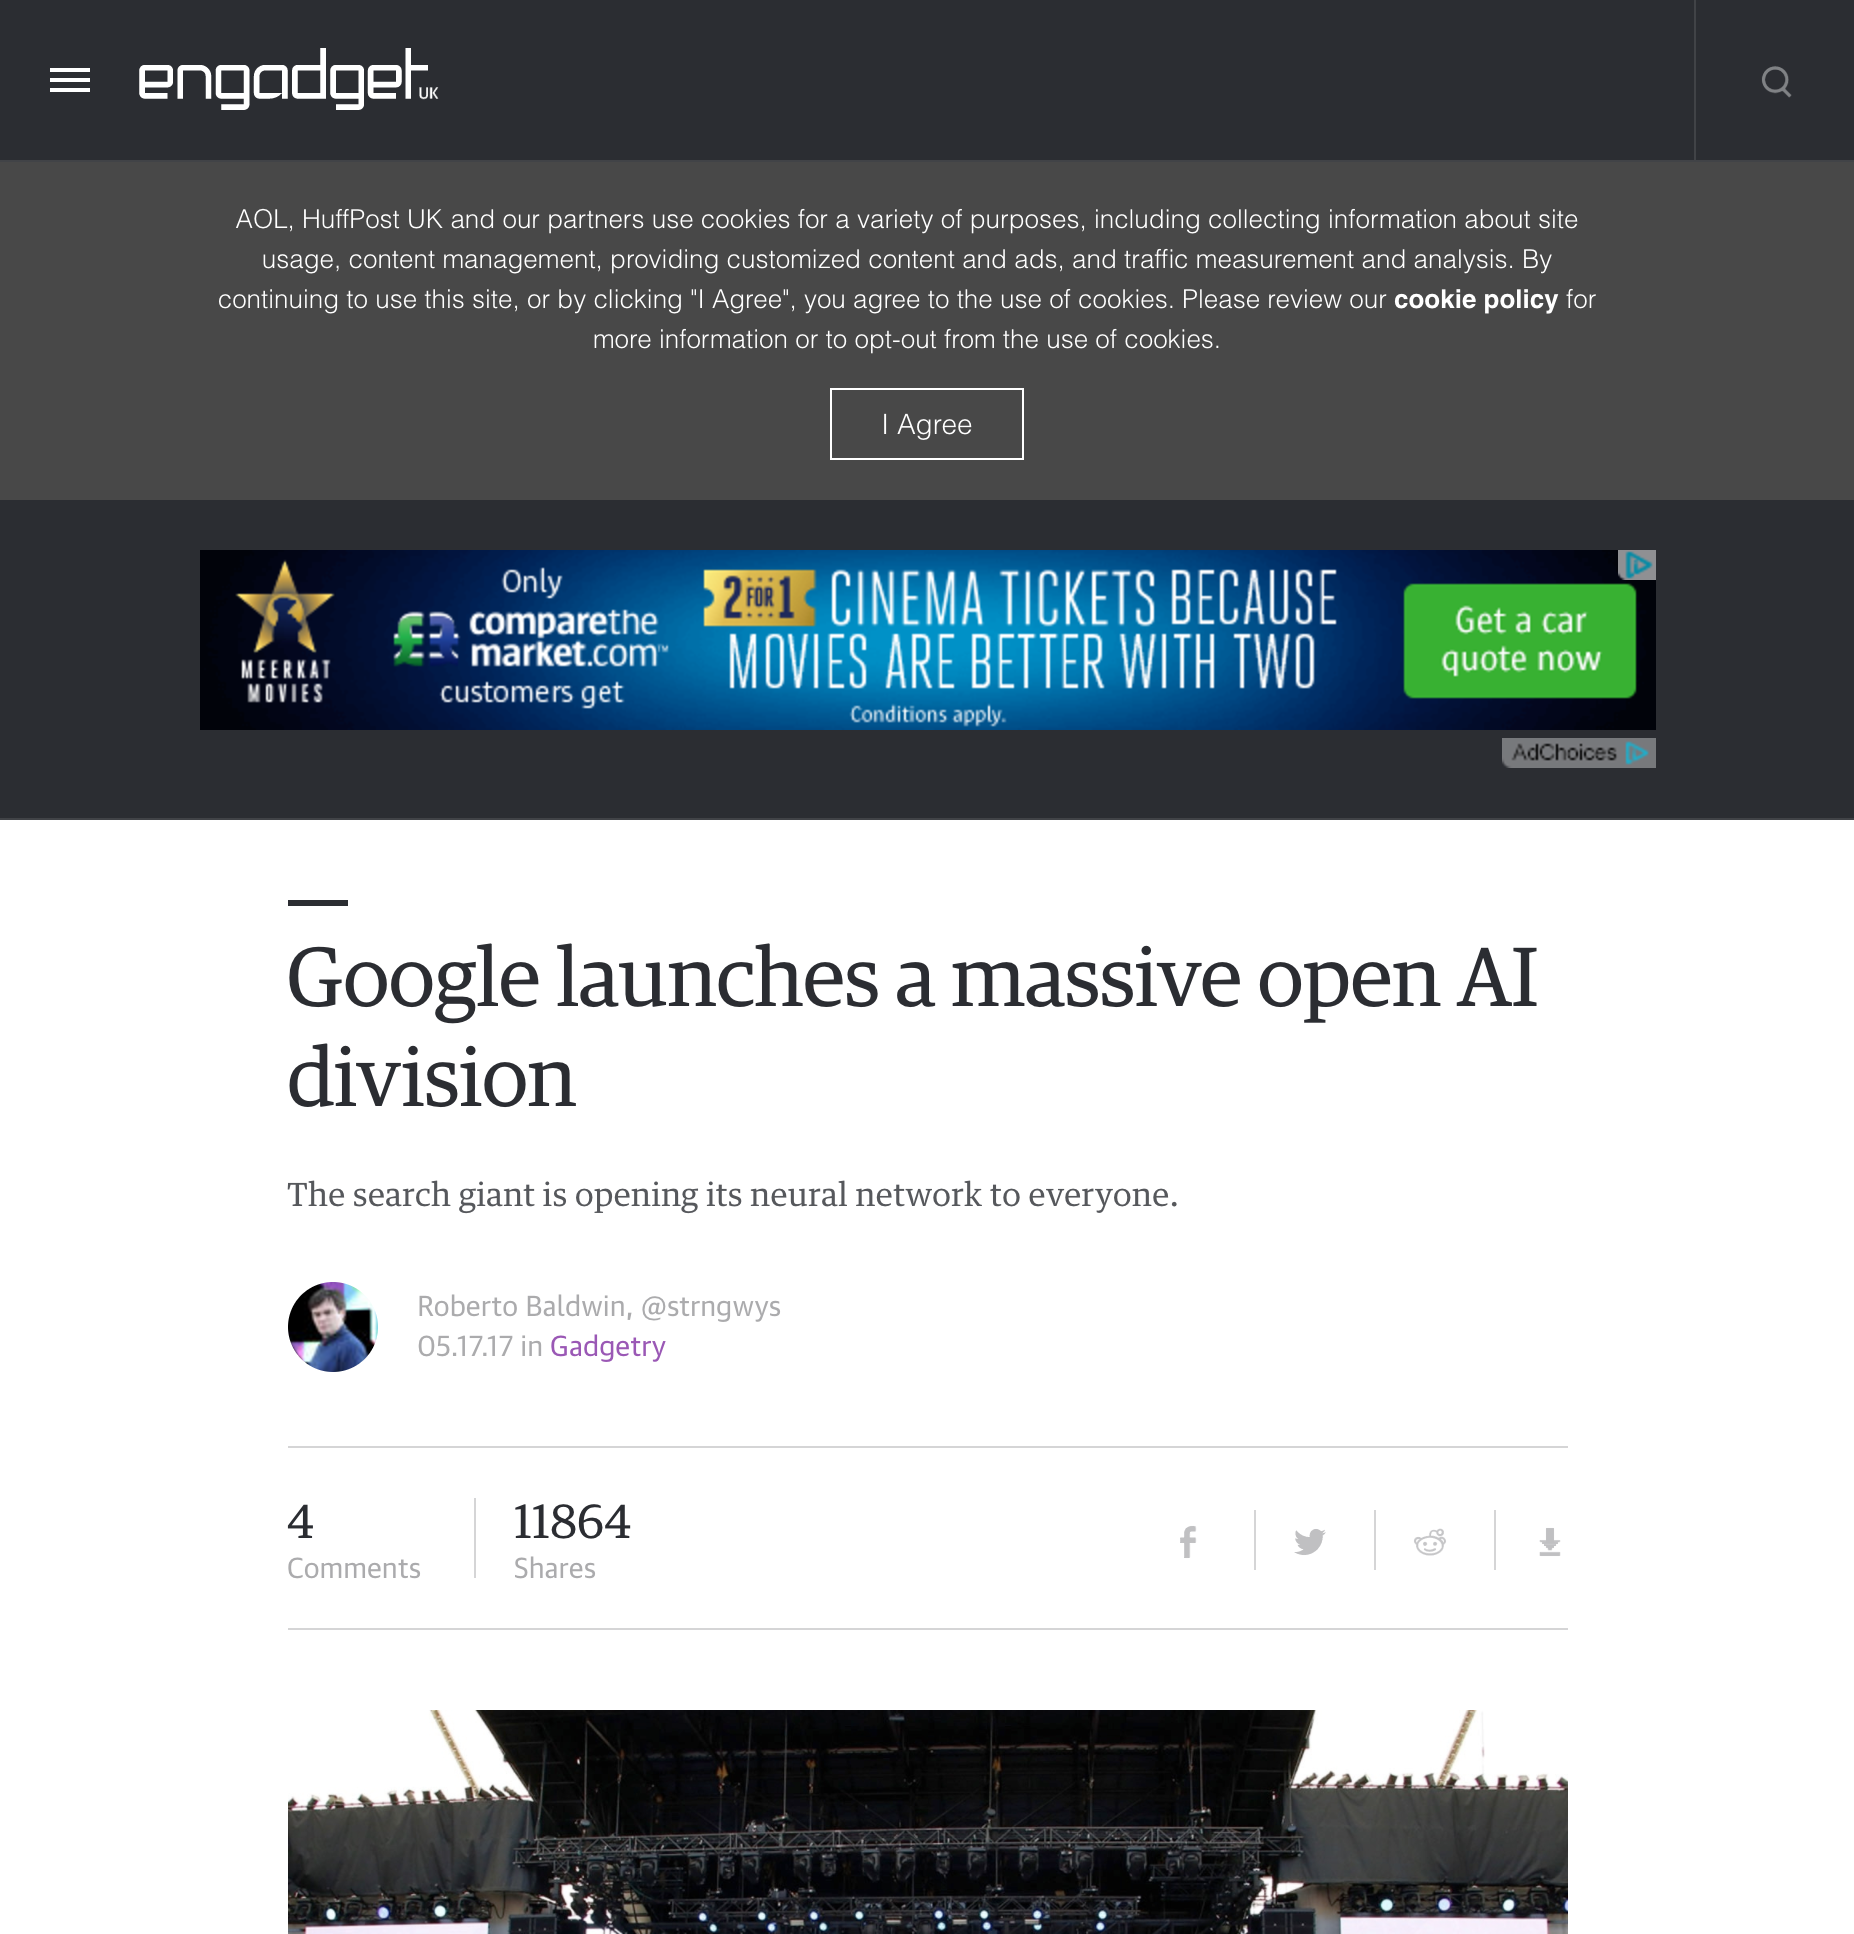 engadget UK
AOL, HuffPost UK and our partners use cookies for a variety of purposes, including collecting information about site
usage, content management, providing customized content and ads, and traffic measurement and analysis. By
continuing to use this site, or by clicking "I Agree", you agree to the use of cookies. Please review our cookie policy for
more information or to opt-out from the use of cookies.
I Agree
MEERKAT
MOVIES
Only
comparethe
market.com™
customers get
2 FOR 1 CINEMA TICKETS BECAUSE
MOVIES ARE BETTER WITH TWO
Conditions apply.
Get a car
quote now
AdChoices
Google launches a massive open AI
division
The search giant is opening its neural network to everyone.
Roberto Baldwin, @strngwys
05.17.17 in Gadgetry
4
Comments
11864
Shares